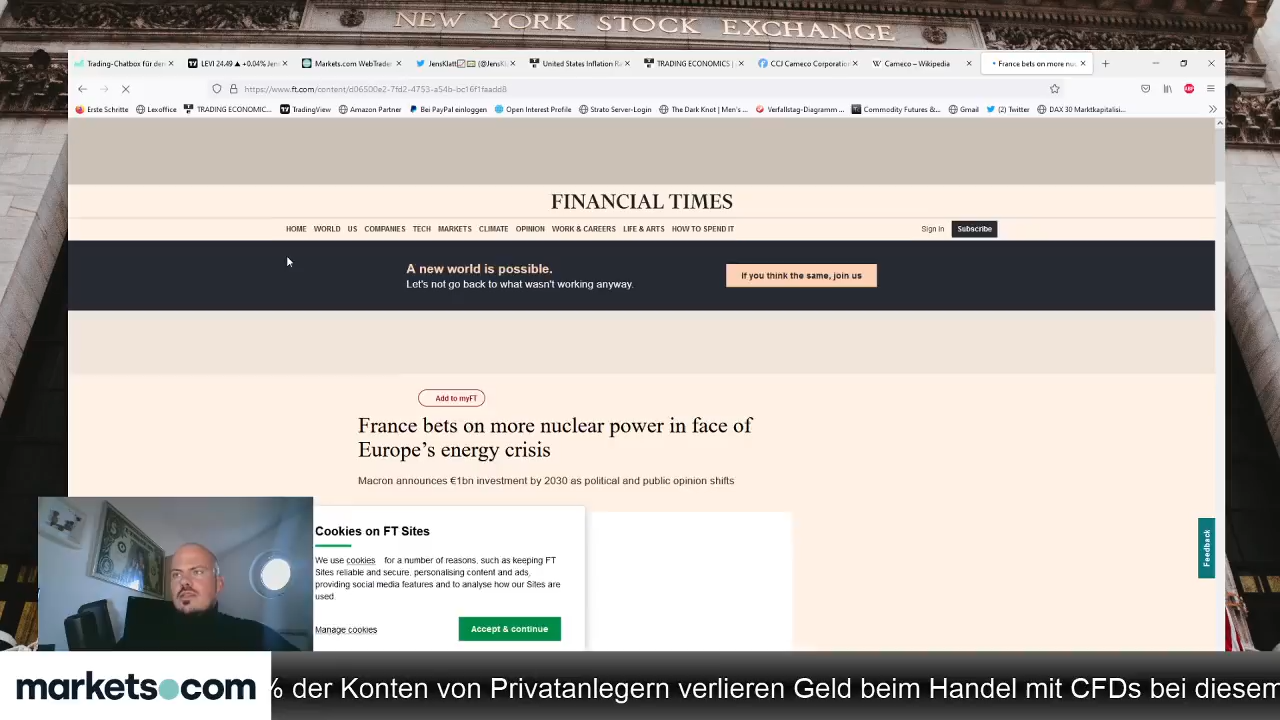 NEW YORK STOCK EXCHANGE
Trading-Chatbox für den
LEVI 24.49 ▲ +0.04%
Markets.com WebTrader
JensKlatt
United States Inflation Ra
TRADING ECONOMICS |
CCJ Cameco Corporatio
Cameco – Wikipedia
France bets on more nuc
https://www.ft.com/content/d06500e2-7fd2-4753-a54b-bc16f1faadd8
Erste Schritte
Lexoffice
TRADING ECONOMIC...
TradingView
Amazon Partner
Bei PayPal einloggen
Open Interest Profile
Strato Server-Login
The Dark Knot | Men's ...
Verfallstag-Diagramm ...
Commodity Futures &...
Gmail
(2) Twitter
DAX 30 Marktkapitalisi...
FINANCIAL TIMES
HOME WORLD US COMPANIES TECH MARKETS CLIMATE OPINION WORK & CAREERS LIFE & ARTS HOW TO SPEND IT
Sign In
Subscribe
A new world is possible.
Let's not go back to what wasn't working anyway.
If you think the same, join us
Add to myFT
France bets on more nuclear power in face of
Europe's energy crisis
Macron announces €1bn investment by 2030 as political and public opinion shifts
Cookies on FT Sites
We use cookies for a number of reasons, such as keeping FT
Sites reliable and secure, personalising content and ads,
providing social media features and to analyse how our Sites are
used.
Manage cookies
Accept & continue
Feedback
markets.com
% der Konten von Privatanlegern verlieren Geld beim Handel mit CFDs bei diesem